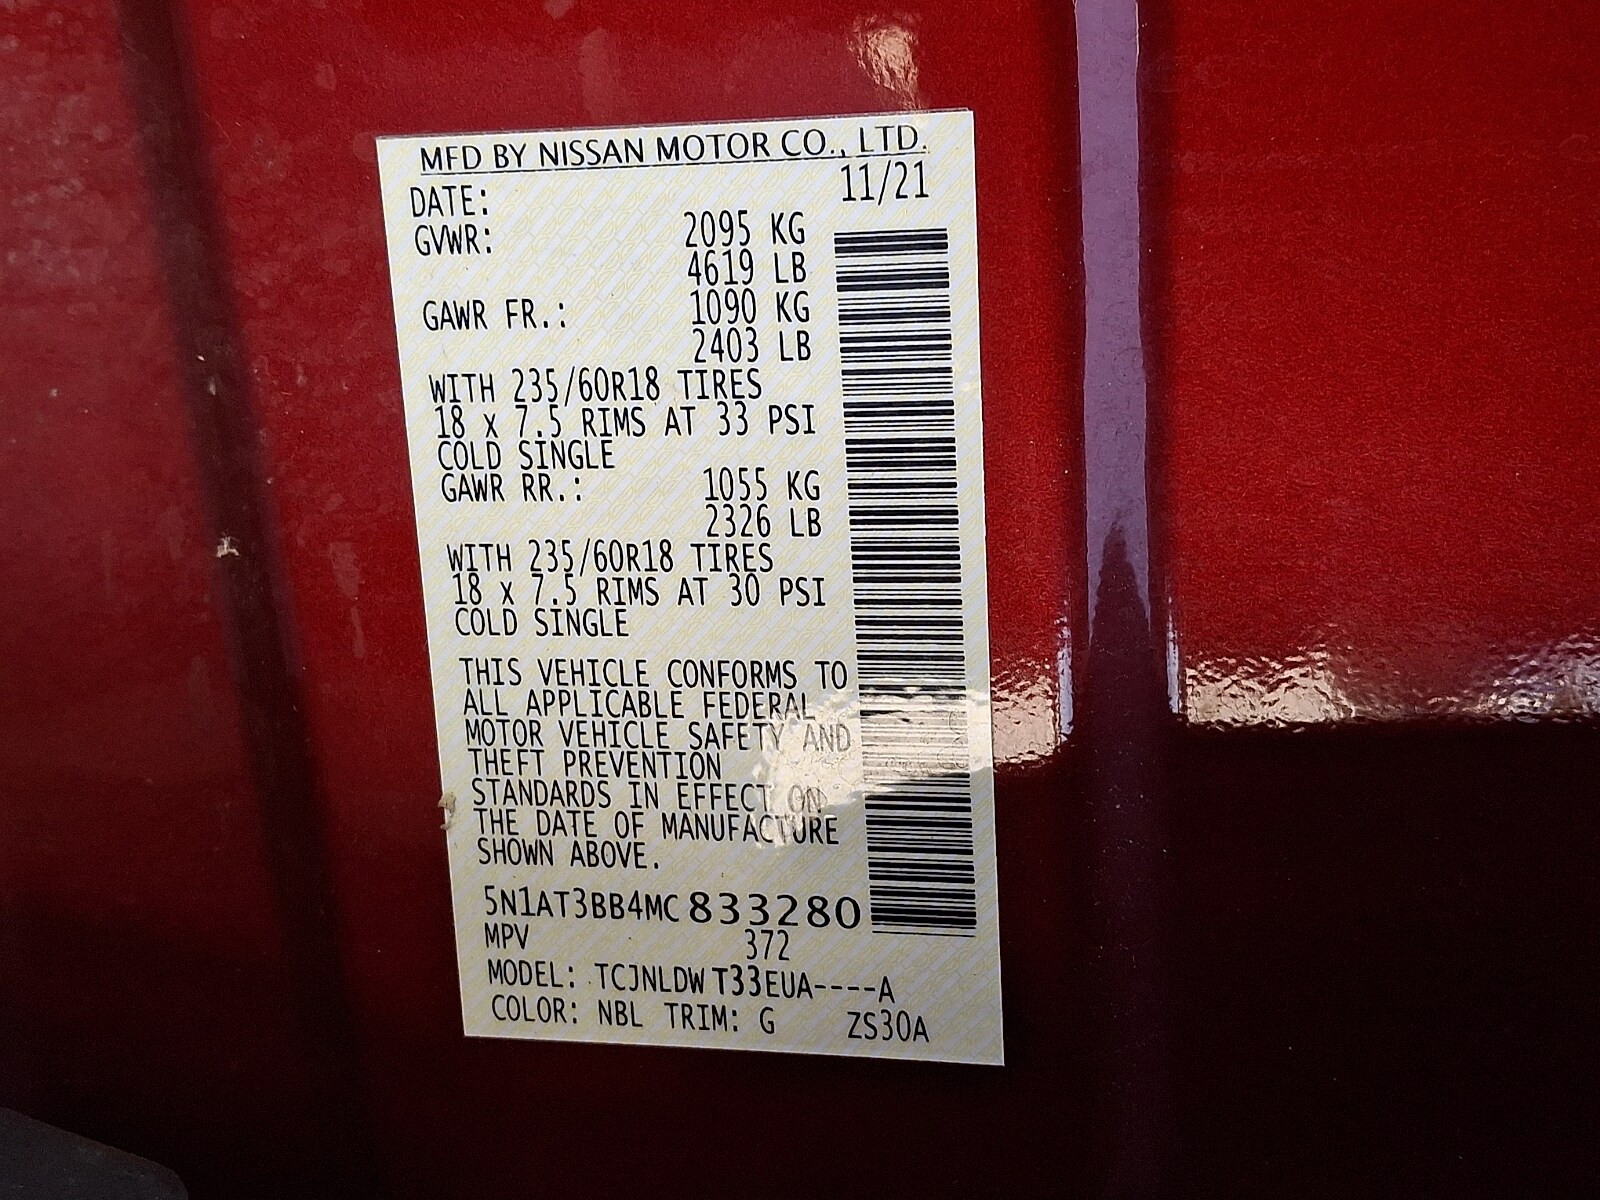 MFD BY NISSAN MOTOR CO., LTD.
DATE: 11/21
GVWR: 2095 KG
4619 LB
GAWR FR.: 1090 KG
2403 LB
WITH 235/60R18 TIRES
18 x 7.5 RIMS AT 33 PSI
COLD SINGLE
GAWR RR.: 1055 KG
2326 LB
WITH 235/60R18 TIRES
18 x 7.5 RIMS AT 30 PSI
COLD SINGLE
THIS VEHICLE CONFORMS TO
ALL APPLICABLE FEDERAL
MOTOR VEHICLE SAFETY AND
THEFT PREVENTION
STANDARDS IN EFFECT ON
THE DATE OF MANUFACTURE
SHOWN ABOVE.
5N1AT3BB4MC833280
MPV 372
MODEL: TCJNLDW T33EUA----A
COLOR: NBL TRIM: G ZS30A